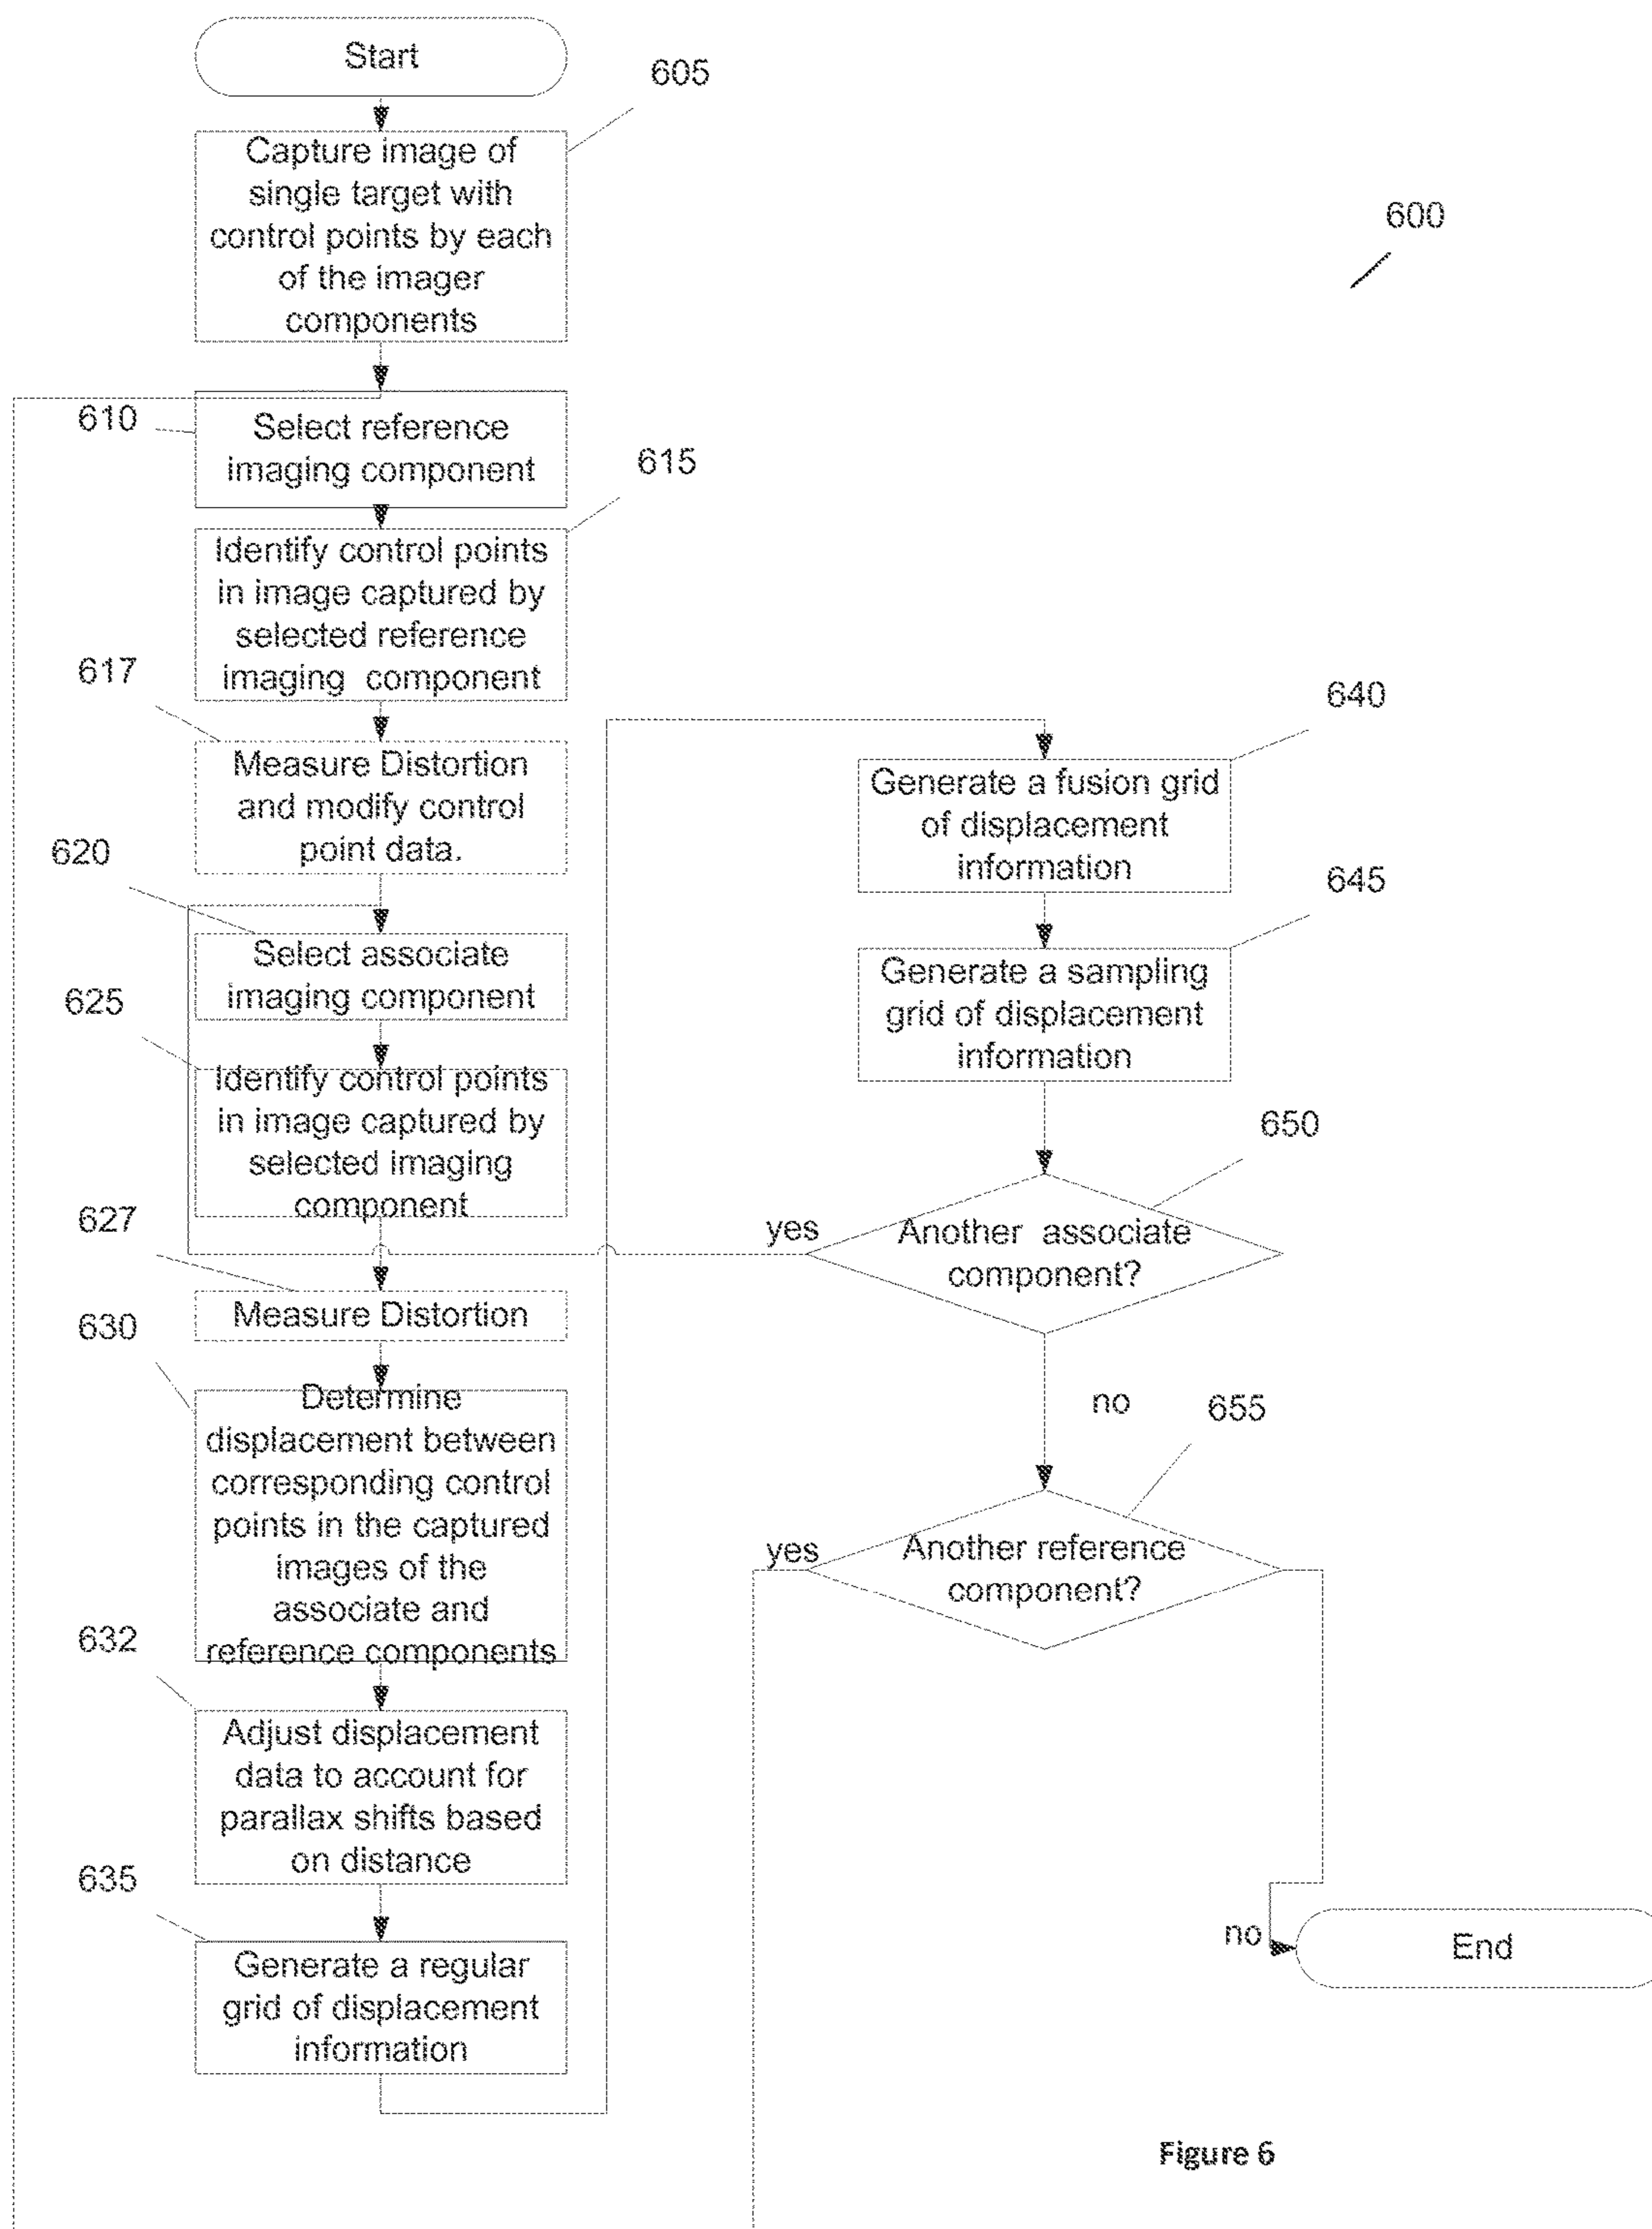 Start
605
Capture image of
single target with
control points by each
of the imager
components
600
610
Select reference
imaging component
615
Identify control points
in image captured by
selected reference
imaging component
617
Measure Distortion
and modify control
point data.
620
Select associate
imaging component
625
Identify control points
in image captured by
selected imaging
component
627
Measure Distortion
630
Determine
displacement between
corresponding control
points in the captured
images of the
associate and
reference components
632
Adjust displacement
data to account for
parallax shifts based
on distance
635
Generate a regular
grid of displacement
information
640
Generate a fusion grid
of displacement
information
645
Generate a sampling
grid of displacement
information
650
yes
Another associate
component?
no
655
yes
Another reference
component?
no
End
Figure 6